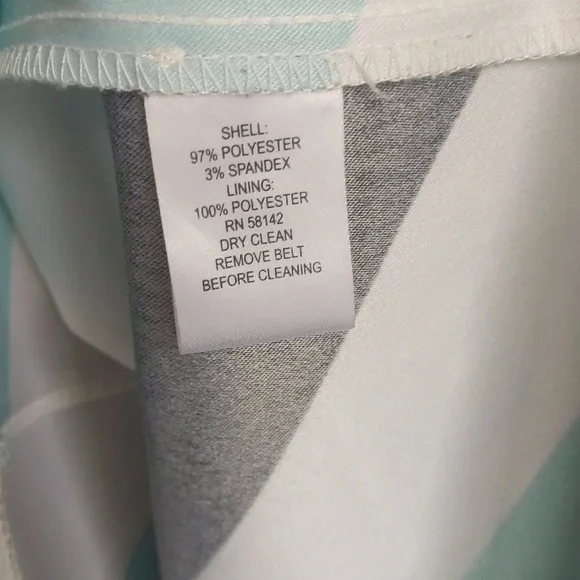 SHELL:
97% POLYESTER
3% SPANDEX
LINING:
100% POLYESTER
RN 58142
DRY CLEAN
REMOVE BELT
BEFORE CLEANING